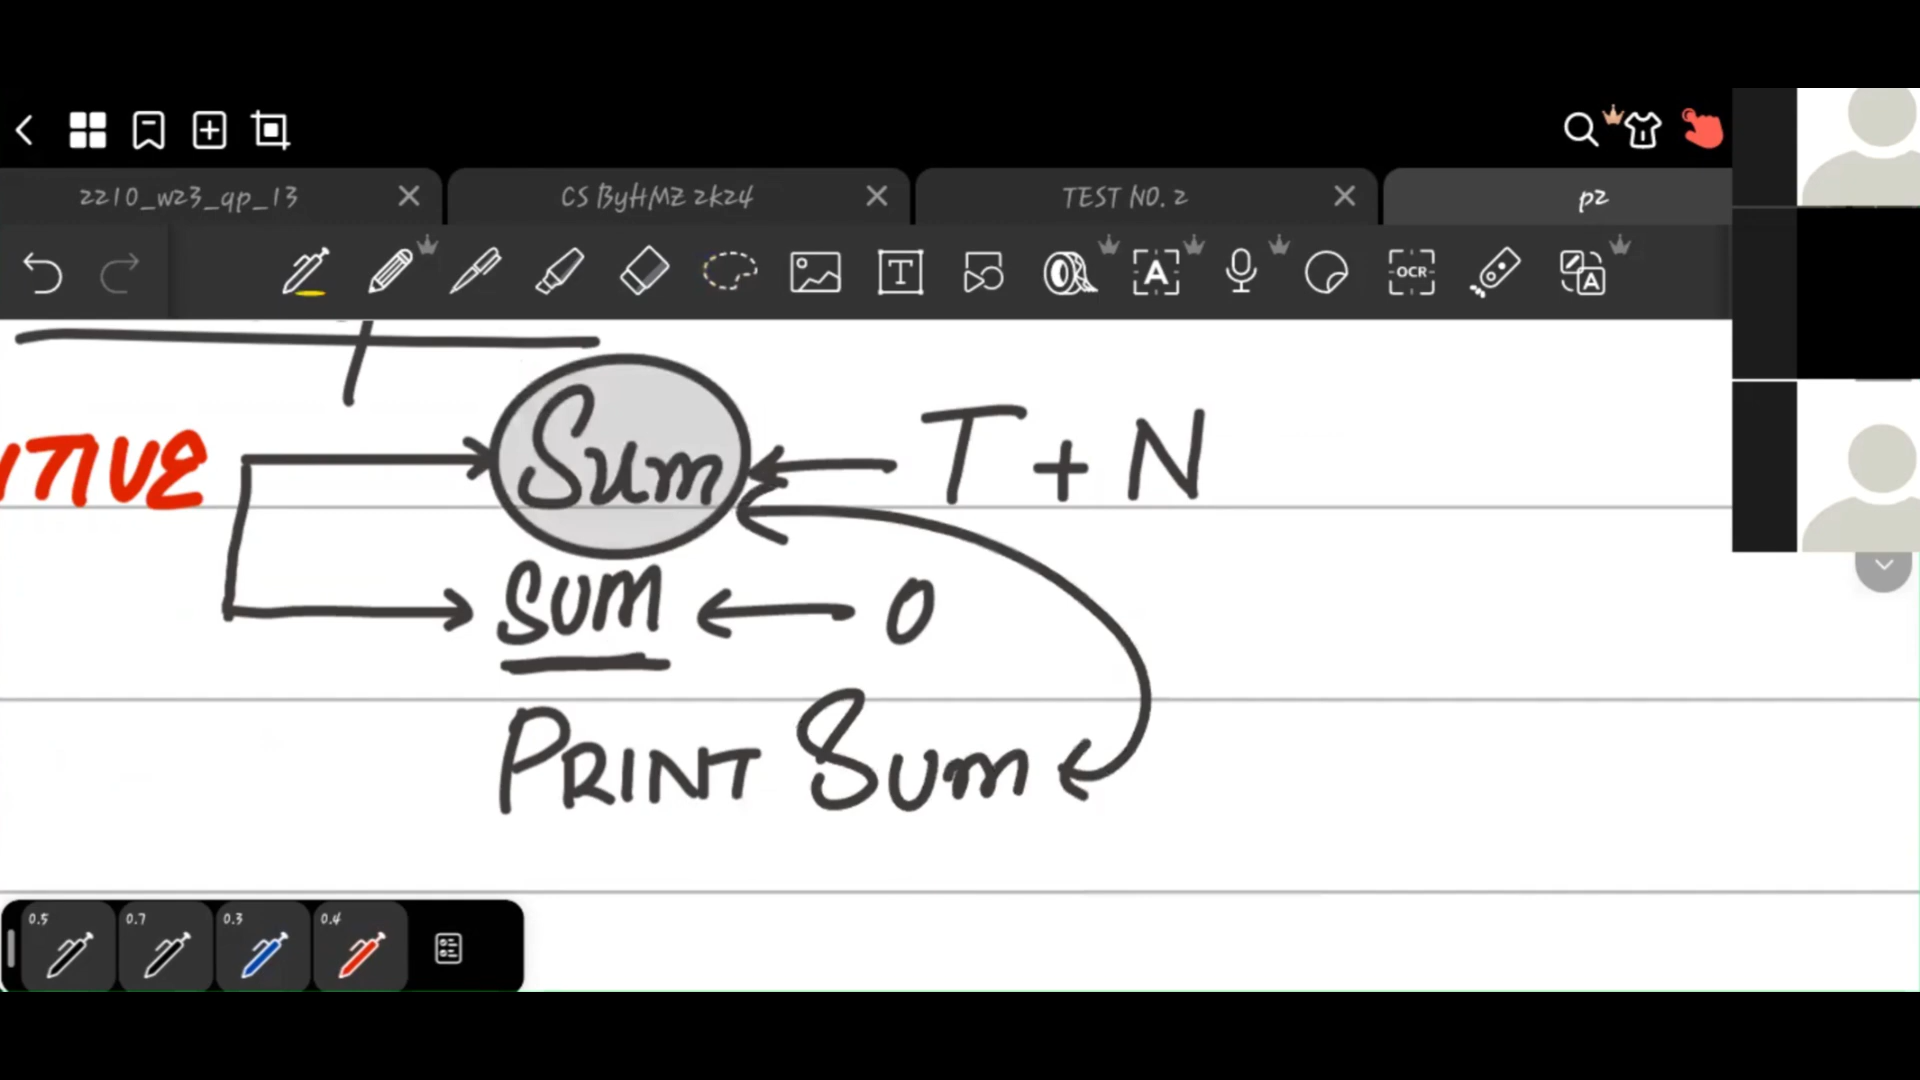 2210_w23_qp_13 CS ByHMZ 2k24 TEST NO. 2 p2
T A OCR A
Sum ← T + N
ITIVE
SUM ← 0
PRINT Sum
0.5 0.7 0.3 0.4